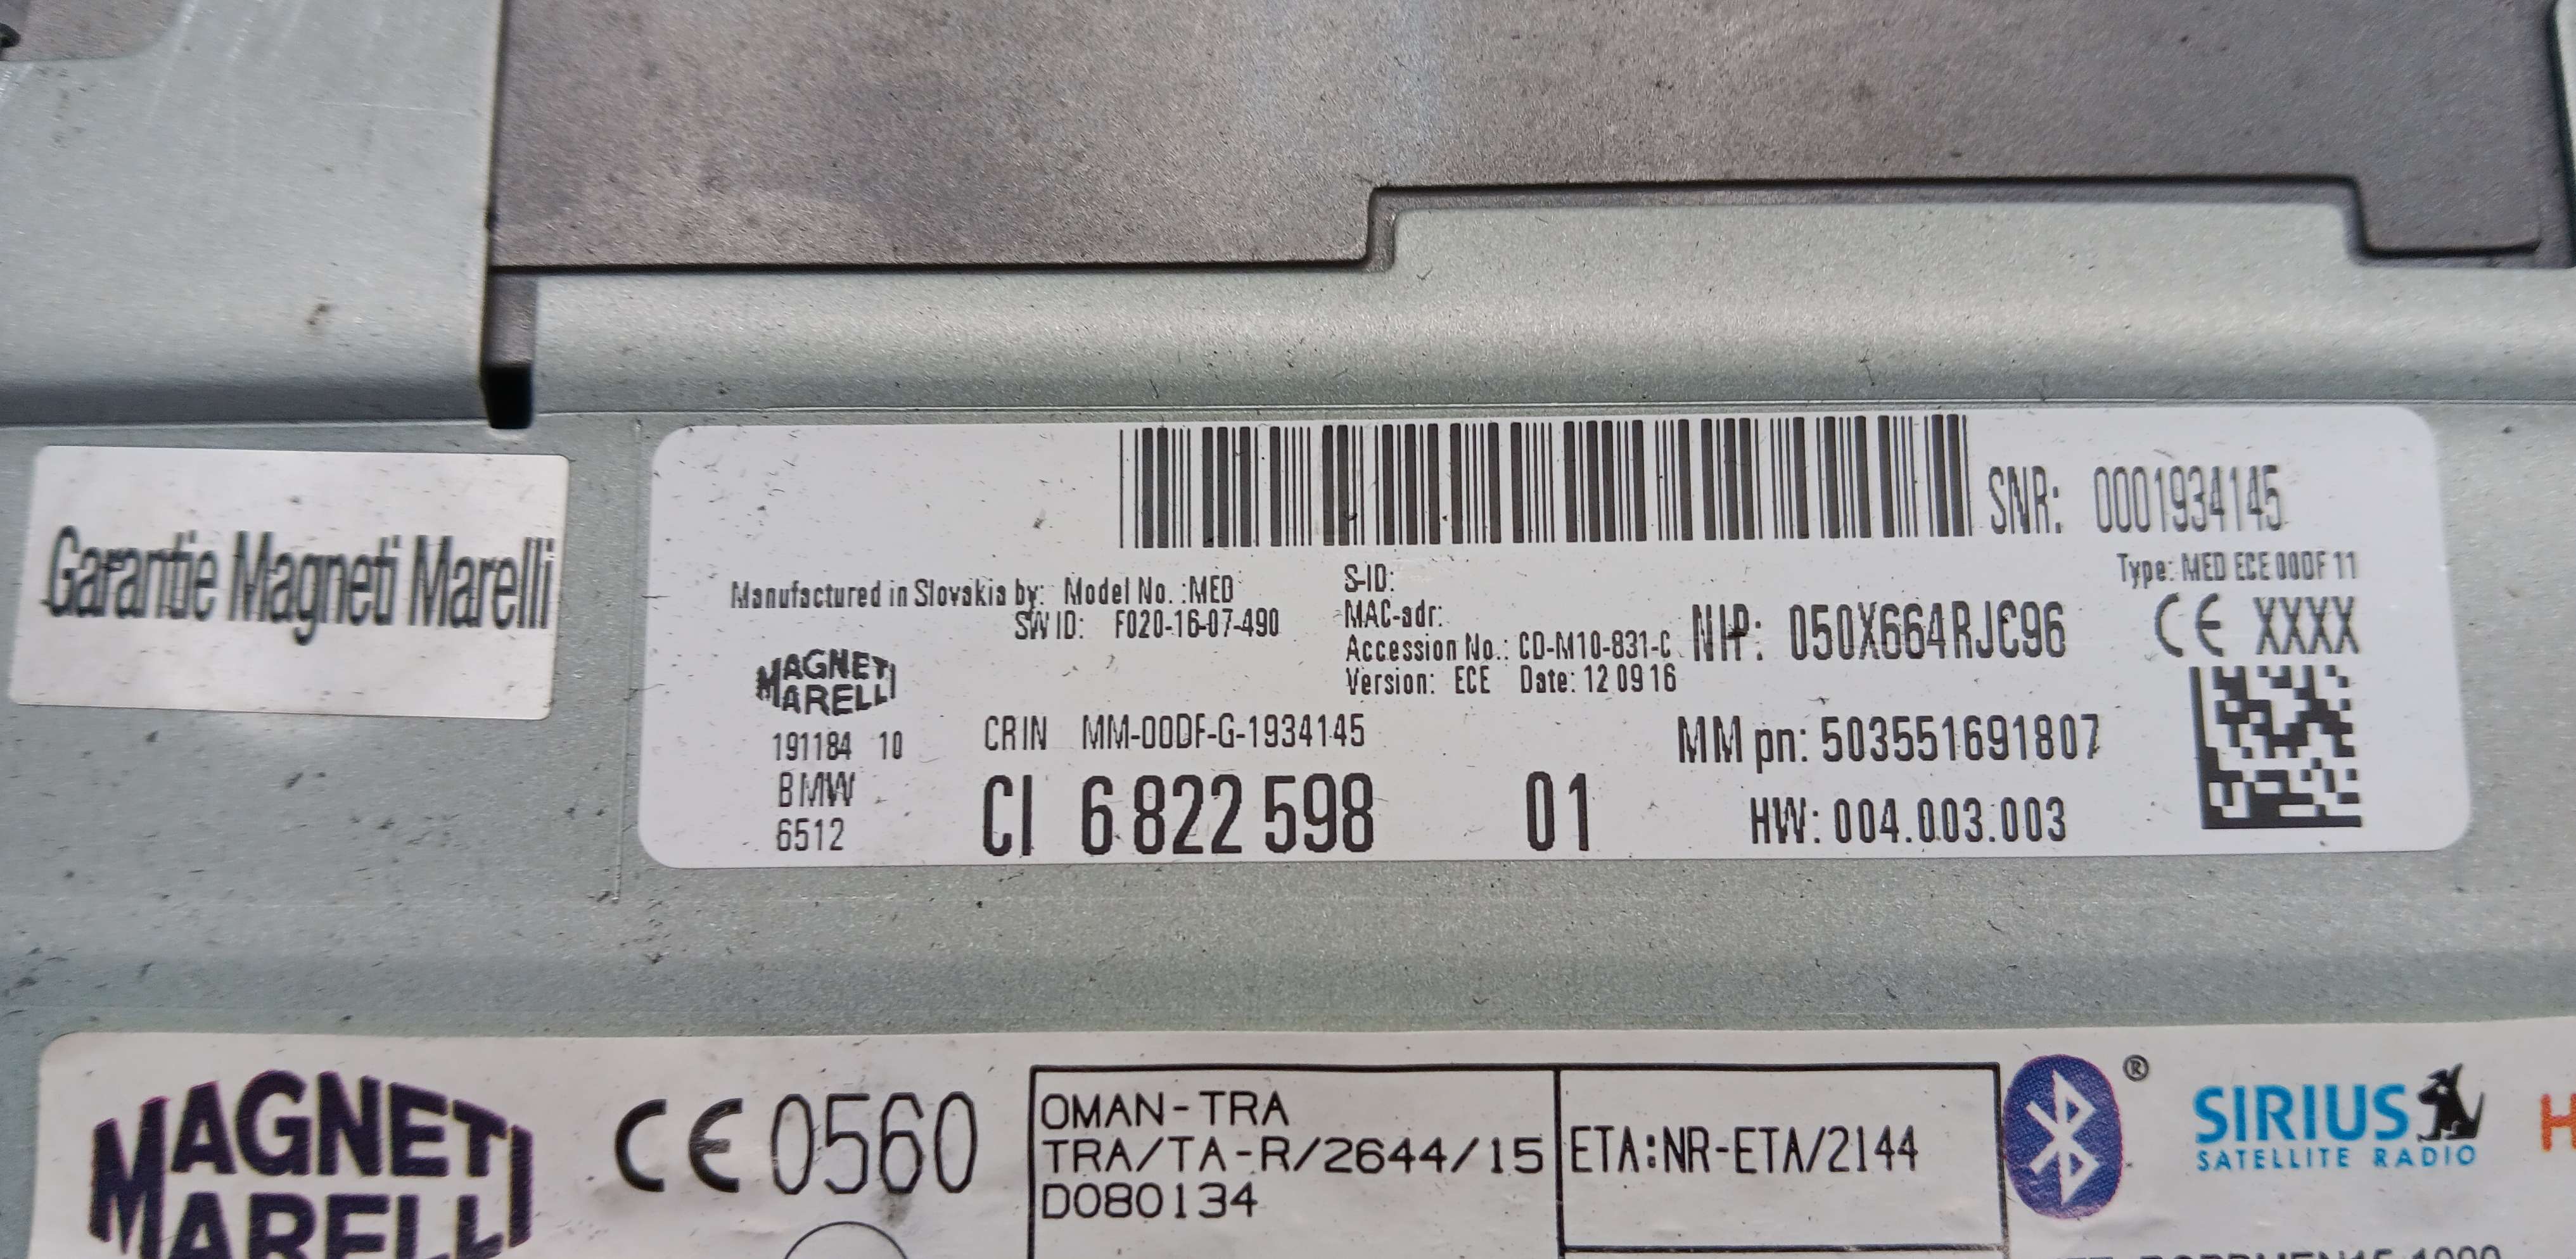 Garantie Magneti Marelli
SNR: 0001934145
Type: MED ECE 00DF 11
Manufactured in Slovakia by: Model No. :MED
SW ID: F020-16-07-490
S-ID:
MAC-adr:
Accession No.: CD-M10-831-C
Version: ECE Date: 12 09 16
NIP: 050X664RJC96
CE XXXX
MAGNETI
MARELLI
191184 10
BMW
6512
CRIN MM-00DF-G-1934145
CI 6 822 598 01
MM pn: 503551691807
HW: 004.003.003
MAGNETI
MARELLI
CE 0560
OMAN-TRA
TRA/TA-R/2644/15
D080134
ETA:NR-ETA/2144
®
SIRIUS
SATELLITE RADIO